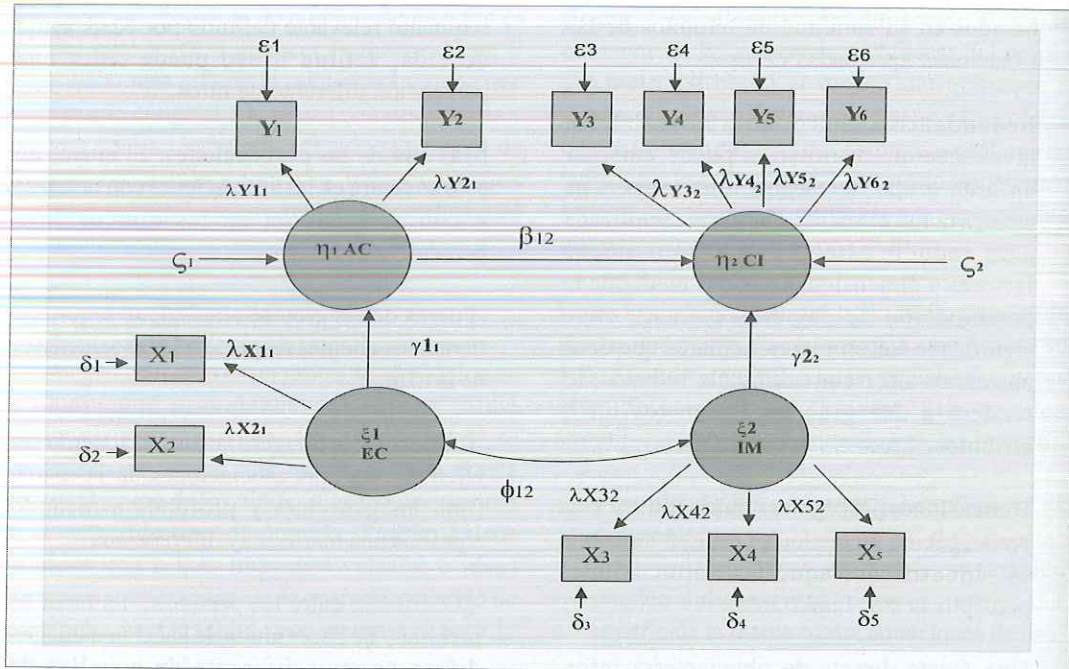 ε1 ε2 ε3 ε4 ε5 ε6
Y1 Y2 Y3 Y4 Y5 Y6
λY11 λY21 λY32 λY42 λY52 λY62
ς1 η1 AC β12 η2 CI ς2
δ1 X1 λX11 γ11 γ22
δ2 X2 λX21 ξ1 ξ2
EC IM
ϕ12 λX32 λX42 λX52
X3 X4 X5
δ3 δ4 δ5